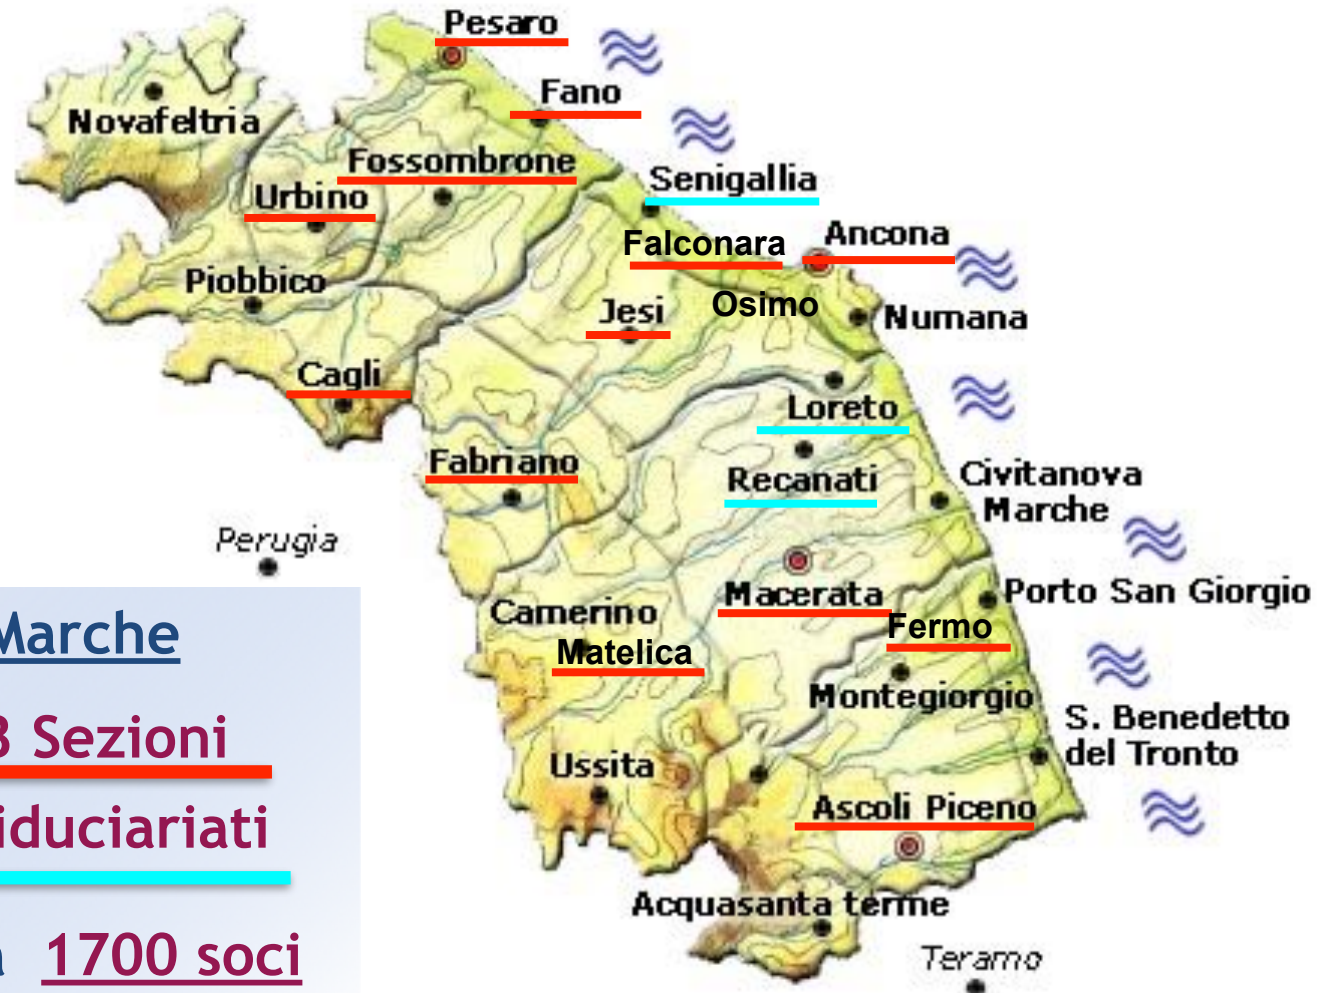 Pesaro
Fano
Novafeltria
Fossombrone
Senigallia
Urbino
Falconara
Ancona
Piobbico
Osimo
Jesi
Numana
Cagli
Loreto
Fabriano
Recanati
Civitanova
Marche
Perugia
Macerata
Porto San Giorgio
Camerino
Fermo
Matelica
Montegiorgio
S. Benedetto
del Tronto
Ussita
Ascoli Piceno
Acquasanta terme
Teramo
Marche
Sezioni
1700 soci